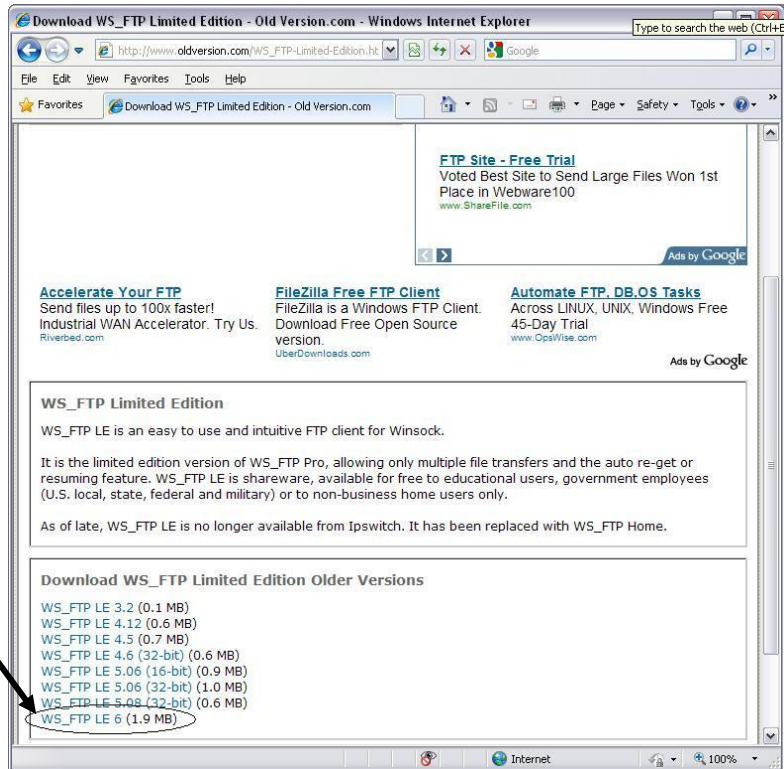 Download WS_FTP Limited Edition - Old Version.com - Windows Internet Explorer
Type to search the web (Ctrl+E
http://www.oldversion.com/WS_FTP-Limited-Edition.ht
Google
File Edit View Favorites Tools Help
Favorites
Download WS_FTP Limited Edition - Old Version.com
Page Safety Tools
FTP Site - Free Trial
Voted Best Site to Send Large Files Won 1st
Place in Webware100
www.ShareFile.com
Ads by Google
Accelerate Your FTP
Send files up to 100x faster!
Industrial WAN Accelerator. Try Us.
Riverbed.com
FileZilla Free FTP Client
FileZilla is a Windows FTP Client.
Download Free Open Source
version.
UberDownloads.com
Automate FTP, DB,OS Tasks
Across LINUX, UNIX, Windows Free
45-Day Trial
www.OpsWise.com
Ads by Google
WS_FTP Limited Edition
WS_FTP LE is an easy to use and intuitive FTP client for Winsock.
It is the limited edition version of WS_FTP Pro, allowing only multiple file transfers and the auto re-get or
resuming feature. WS_FTP LE is shareware, available for free to educational users, government employees
(U.S. local, state, federal and military) or to non-business home users only.
As of late, WS_FTP LE is no longer available from Ipswitch. It has been replaced with WS_FTP Home.
Download WS_FTP Limited Edition Older Versions
WS_FTP LE 3.2 (0.1 MB)
WS_FTP LE 4.12 (0.6 MB)
WS_FTP LE 4.5 (0.7 MB)
WS_FTP LE 4.6 (32-bit) (0.6 MB)
WS_FTP LE 5.06 (16-bit) (0.9 MB)
WS_FTP LE 5.06 (32-bit) (1.0 MB)
WS_FTP LE 5.08 (32-bit) (0.6 MB)
WS_FTP LE 6 (1.9 MB)
Internet
100%